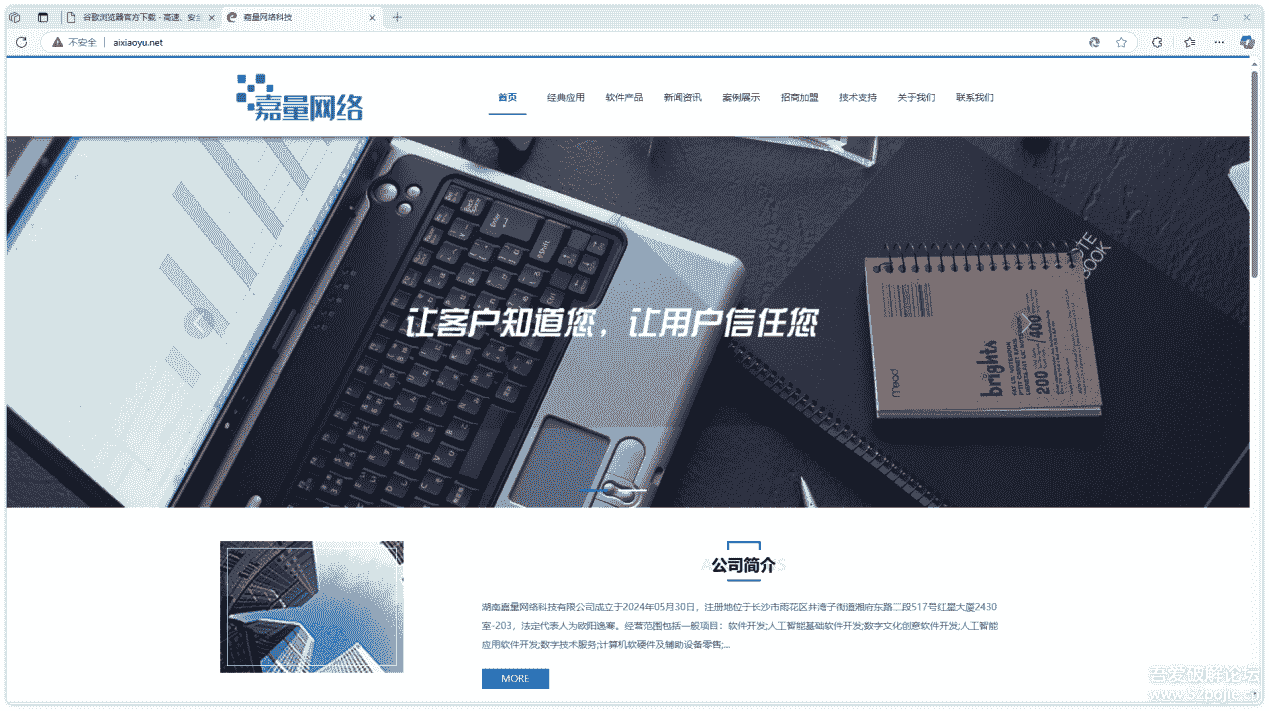 谷歌浏览器官方下载 - 高速、安全
嘉量网络科技
不安全 aixiaoyu.net
嘉量网络
首页 经典应用 软件产品 新闻资讯 案例展示 招商加盟 技术支持 关于我们 联系我们
让客户知道您，让用户信任您
NOTE
BOOK
mead
brights
200
/400
公司简介
湖南嘉量网络科技有限公司成立于2024年05月30日，注册地位于长沙市雨花区井湾子街道湘府东路二段517号红星大厦2430
室-203，法定代表人为欧阳逸骞。经营范围包括一般项目：软件开发;人工智能基础软件开发;数字文化创意软件开发;人工智能
应用软件开发;数字技术服务;计算机软硬件及辅助设备零售;...
MORE
吾爱破解论坛
www.52pojie.cn